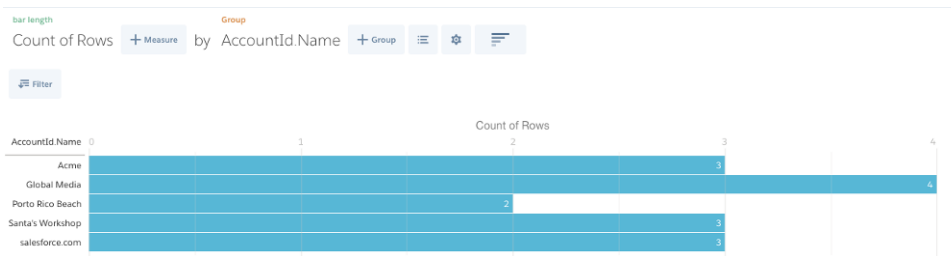 bar length Group
Count of Rows + Measure by AccountId.Name + Group
Filter
Count of Rows
AccountId.Name 0 1 2 3 4
Acme 3
Global Media 4
Porto Rico Beach 2
Santa's Workshop 3
salesforce.com 3